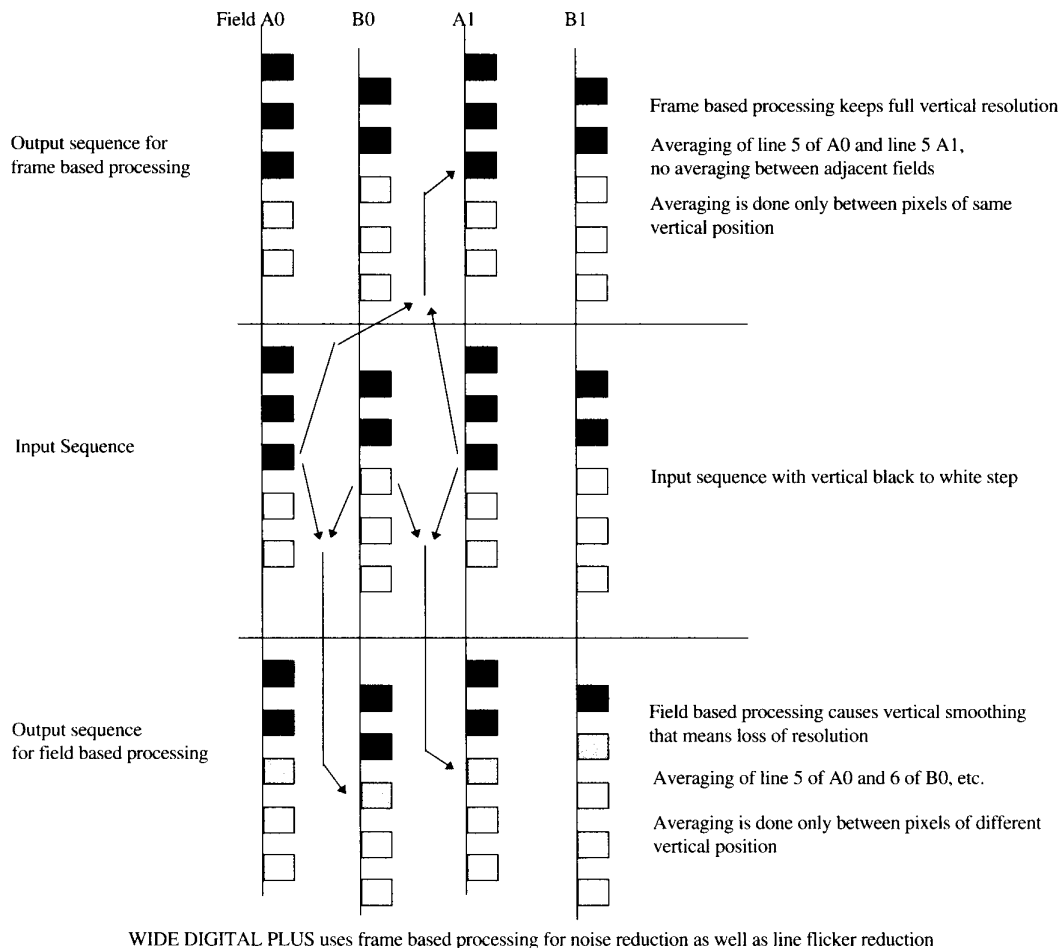 Field A0
B0
A1
B1
Output sequence for
frame based processing
Frame based processing keeps full vertical resolution
Averaging of line 5 of A0 and line 5 A1,
no averaging between adjacent fields
Averaging is done only between pixels of same
vertical position
Input Sequence
Input sequence with vertical black to white step
Output sequence
for field based processing
Field based processing causes vertical smoothing
that means loss of resolution
Averaging of line 5 of A0 and 6 of B0, etc.
Averaging is done only between pixels of different
vertical position
WIDE DIGITAL PLUS uses frame based processing for noise reduction as well as line flicker reduction